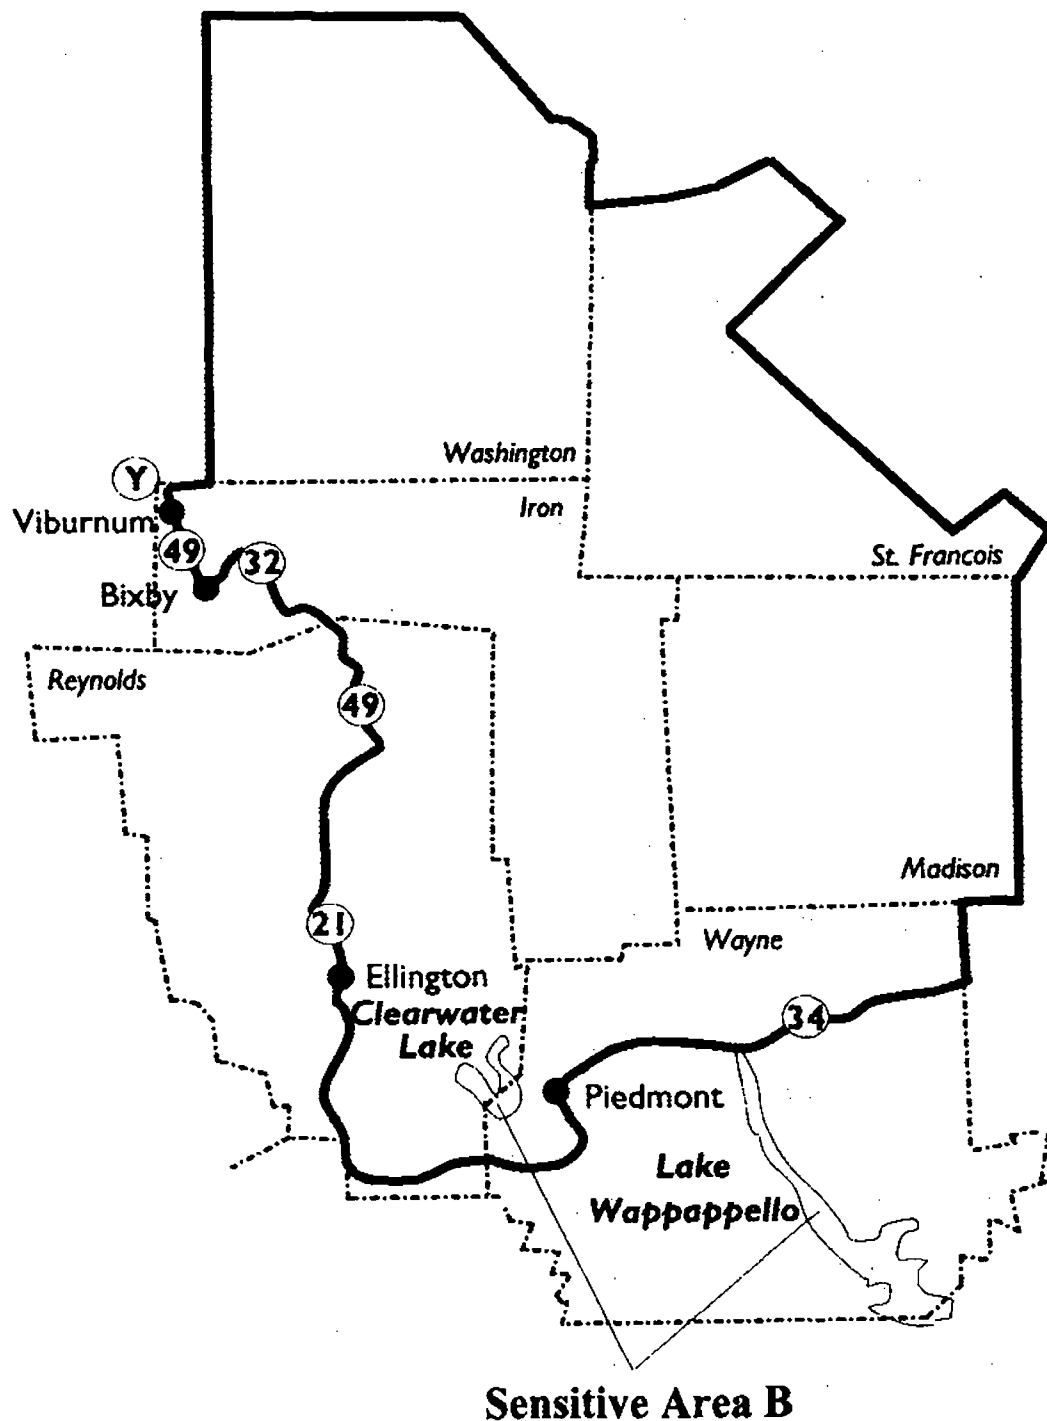 Washington
Y
Iron
Viburnum
49
32
St. Francois
Bixby
Reynolds
49
Madison
21
Wayne
Ellington
Clearwater
Lake
34
Piedmont
Lake
Wappappello
Sensitive Area B